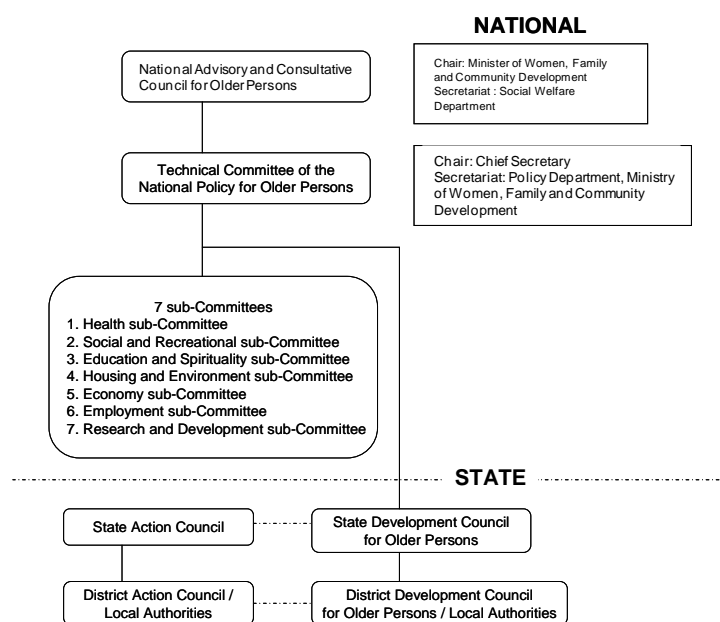 NATIONAL
National Advisory and Consultative
Council for Older Persons
Chair: Minister of Women, Family
and Community Development
Secretariat : Social Welfare
Department
Technical Committee of the
National Policy for Older Persons
Chair: Chief Secretary
Secretariat: Policy Department, Ministry
of Women, Family and Community
Development
7 sub-Committees
1. Health sub-Committee
2. Social and Recreational sub-Committee
3. Education and Spirituality sub-Committee
4. Housing and Environment sub-Committee
5. Economy sub-Committee
6. Employment sub-Committee
7. Research and Development sub-Committee
STATE
State Action Council
State Development Council
for Older Persons
District Action Council /
Local Authorities
District Development Council
for Older Persons / Local Authorities